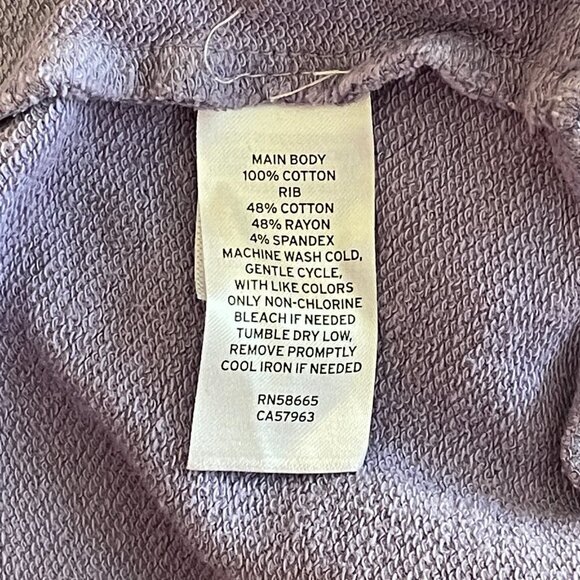 MAIN BODY
100% COTTON
RIB
48% COTTON
48% RAYON
4% SPANDEX
MACHINE WASH COLD,
GENTLE CYCLE,
WITH LIKE COLORS
ONLY NON-CHLORINE
BLEACH IF NEEDED
TUMBLE DRY LOW,
REMOVE PROMPTLY
COOL IRON IF NEEDED
RN58665
CA57963